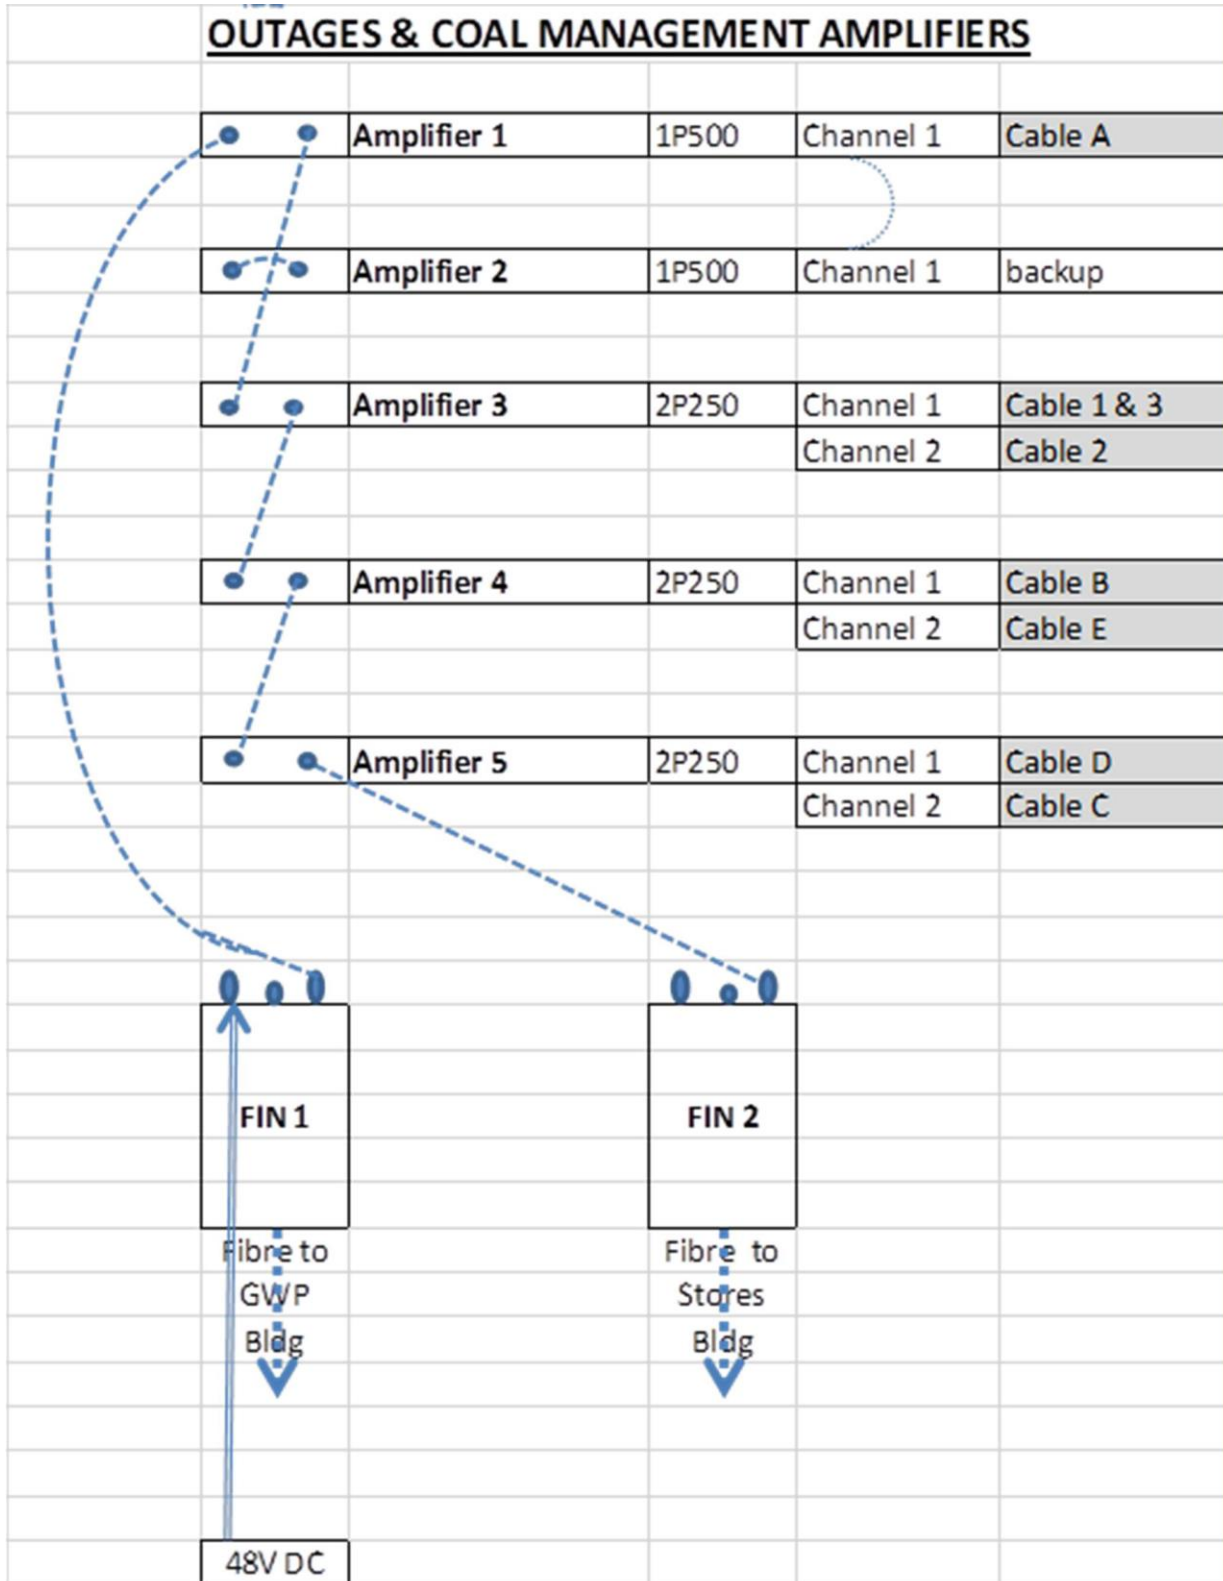 OUTAGES & COAL MANAGEMENT AMPLIFIERS
Amplifier 1 1P500 Channel 1 Cable A
Amplifier 2 1P500 Channel 1 backup
Amplifier 3 2P250 Channel 1 Cable 1 & 3
Channel 2 Cable 2
Amplifier 4 2P250 Channel 1 Cable B
Channel 2 Cable E
Amplifier 5 2P250 Channel 1 Cable D
Channel 2 Cable C
FIN 1 FIN 2
Fibre to Fibre to
GWP Stores
Bldg Bldg
48V DC